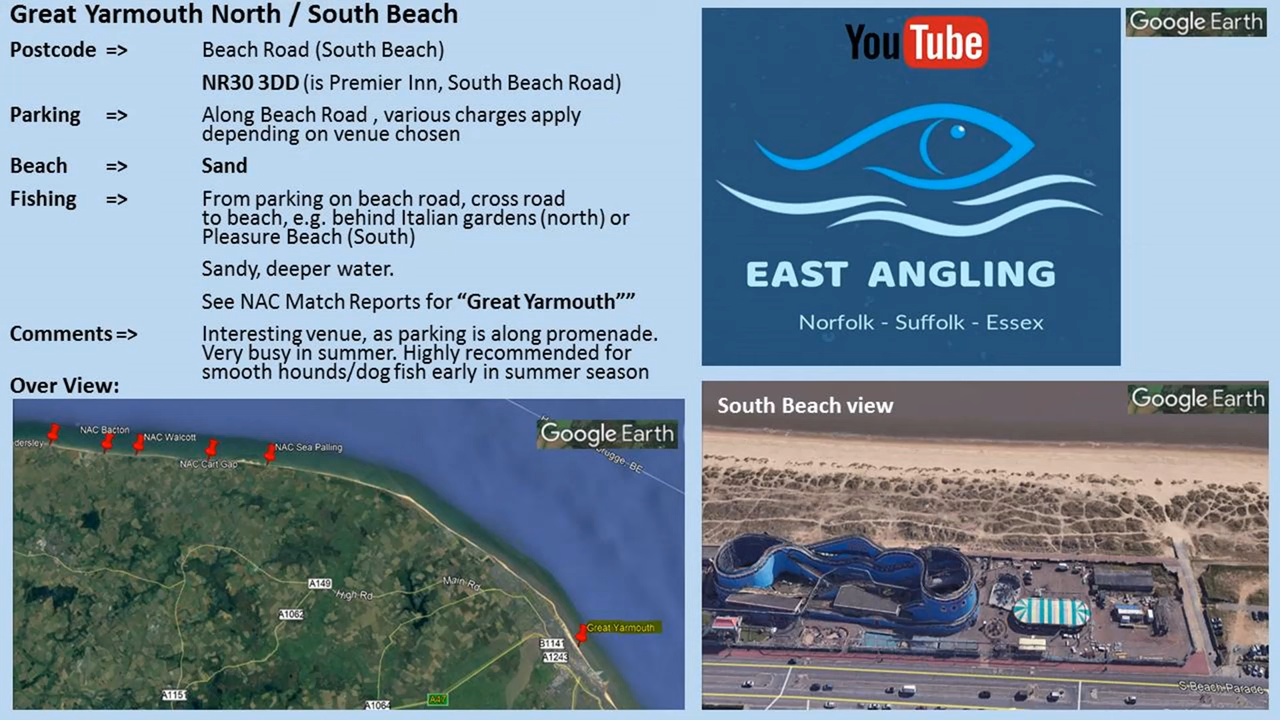 Great Yarmouth North / South Beach
Postcode => Beach Road (South Beach)
NR30 3DD (is Premier Inn, South Beach Road)
Parking => Along Beach Road , various charges apply
depending on venue chosen
Beach => Sand
Fishing => From parking on beach road, cross road
to beach, e.g. behind Italian gardens (north) or
Pleasure Beach (South)
Sandy, deeper water.
See NAC Match Reports for “Great Yarmouth””
Comments=> Interesting venue, as parking is along promenade.
Very busy in summer. Highly recommended for
smooth hounds/dog fish early in summer season
Over View:
Google Earth
dersley
NAC Bacton
NAC Walcott
NAC Cart Gap
NAC Sea Palling
Brugge-BE
A149
High Rd
Main Rd
A1062
Great Yarmouth
B1141
A1243
A1151
A1064
A47
YouTube
Google Earth
EAST ANGLING
Norfolk - Suffolk - Essex
South Beach view
Google Earth
S Beach Parade